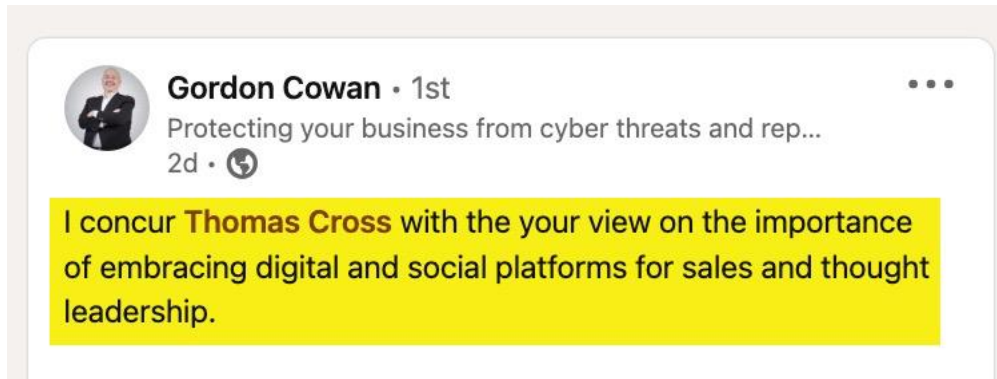 Gordon Cowan • 1st
Protecting your business from cyber threats and rep...
2d •
I concur Thomas Cross with the your view on the importance
of embracing digital and social platforms for sales and thought
leadership.